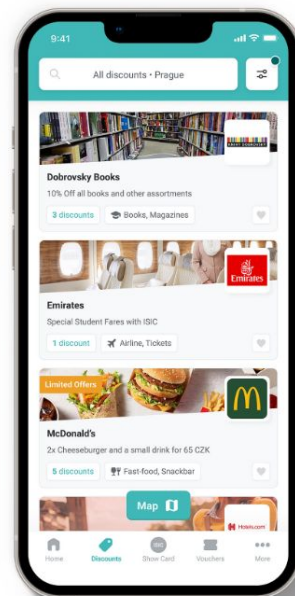 9:41
All discounts • Prague
Dobrovsky Books
10% Off all books and other assortments
3 discounts
Books, Magazines
Emirates
Emirates
Special Student Fares with ISIC
1 discount
Airline, Tickets
Limited Offers
McDonald's
2x Cheeseburger and a small drink for 65 CZK
5 discounts
Fast-food, Snackbar
Map
Hotels.com
Home
Discounts
Show Card
Vouchers
More